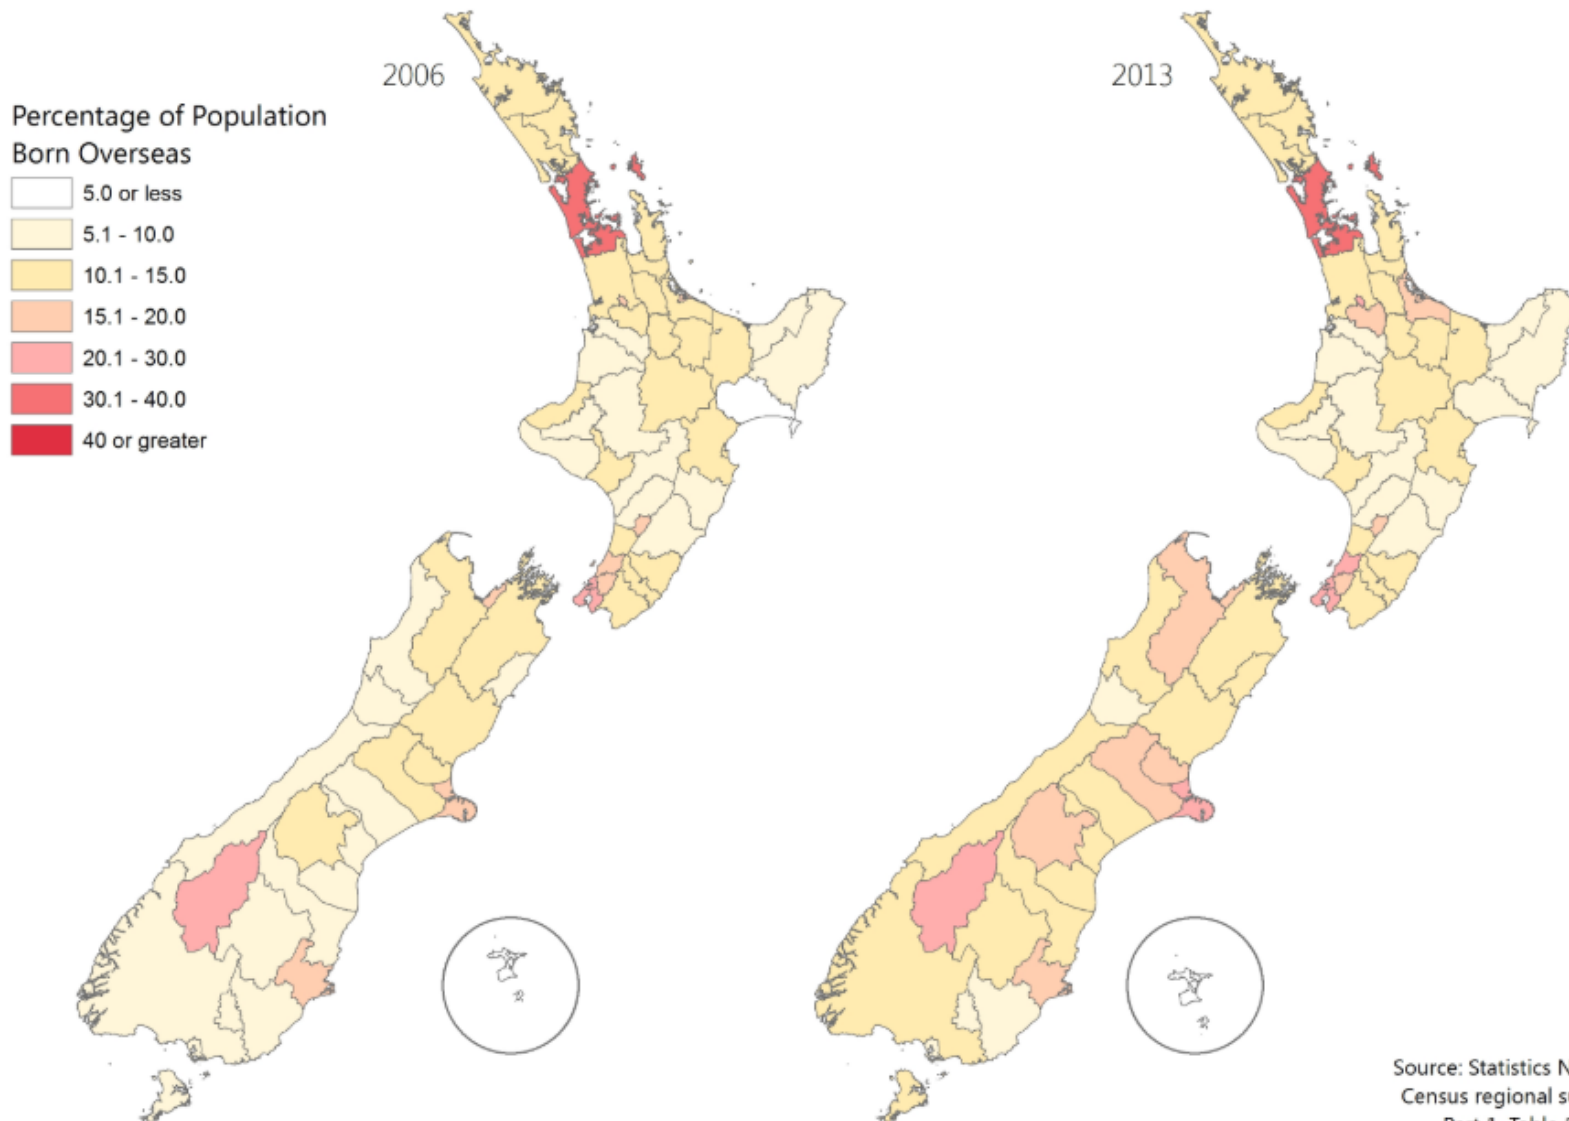 2006
2013
Percentage of Population
Born Overseas
5.0 or less
5.1 - 10.0
10.1 - 15.0
15.1 - 20.0
20.1 - 30.0
30.1 - 40.0
40 or greater
Source: Statistics
Census regional